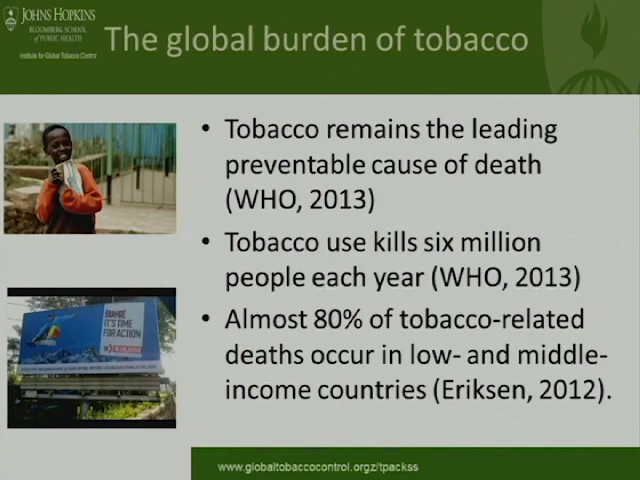 JOHNS HOPKINS
BLOOMBERG SCHOOL
of PUBLIC HEALTH
Institute for Global Tobacco Control
The global burden of tobacco
• Tobacco remains the leading
preventable cause of death
(WHO, 2013)
• Tobacco use kills six million
people each year (WHO, 2013)
• Almost 80% of tobacco-related
deaths occur in low- and middle-
income countries (Eriksen, 2012).
IT'S TIME
FOR ACTION
www.globaltobaccocontrol.orgz/tpackss